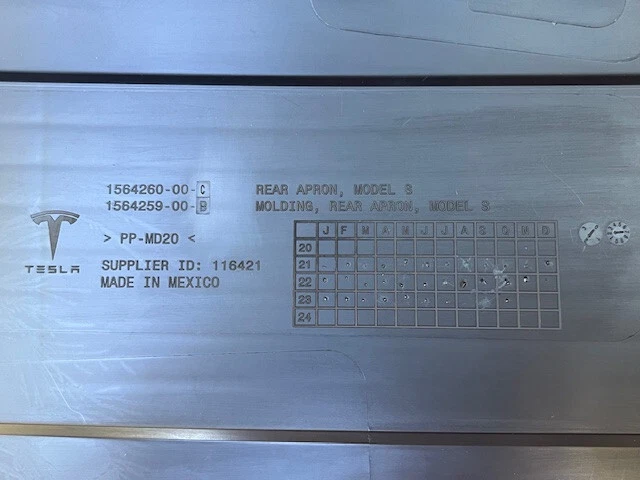 1564260-00-C REAR APRON, MODEL S
1564259-00-B MOLDING, REAR APRON, MODEL S
> PP-MD20 <
TESLA
SUPPLIER ID: 116421
MADE IN MEXICO
J F M A M J J A S O N D
20
21
22
23
24